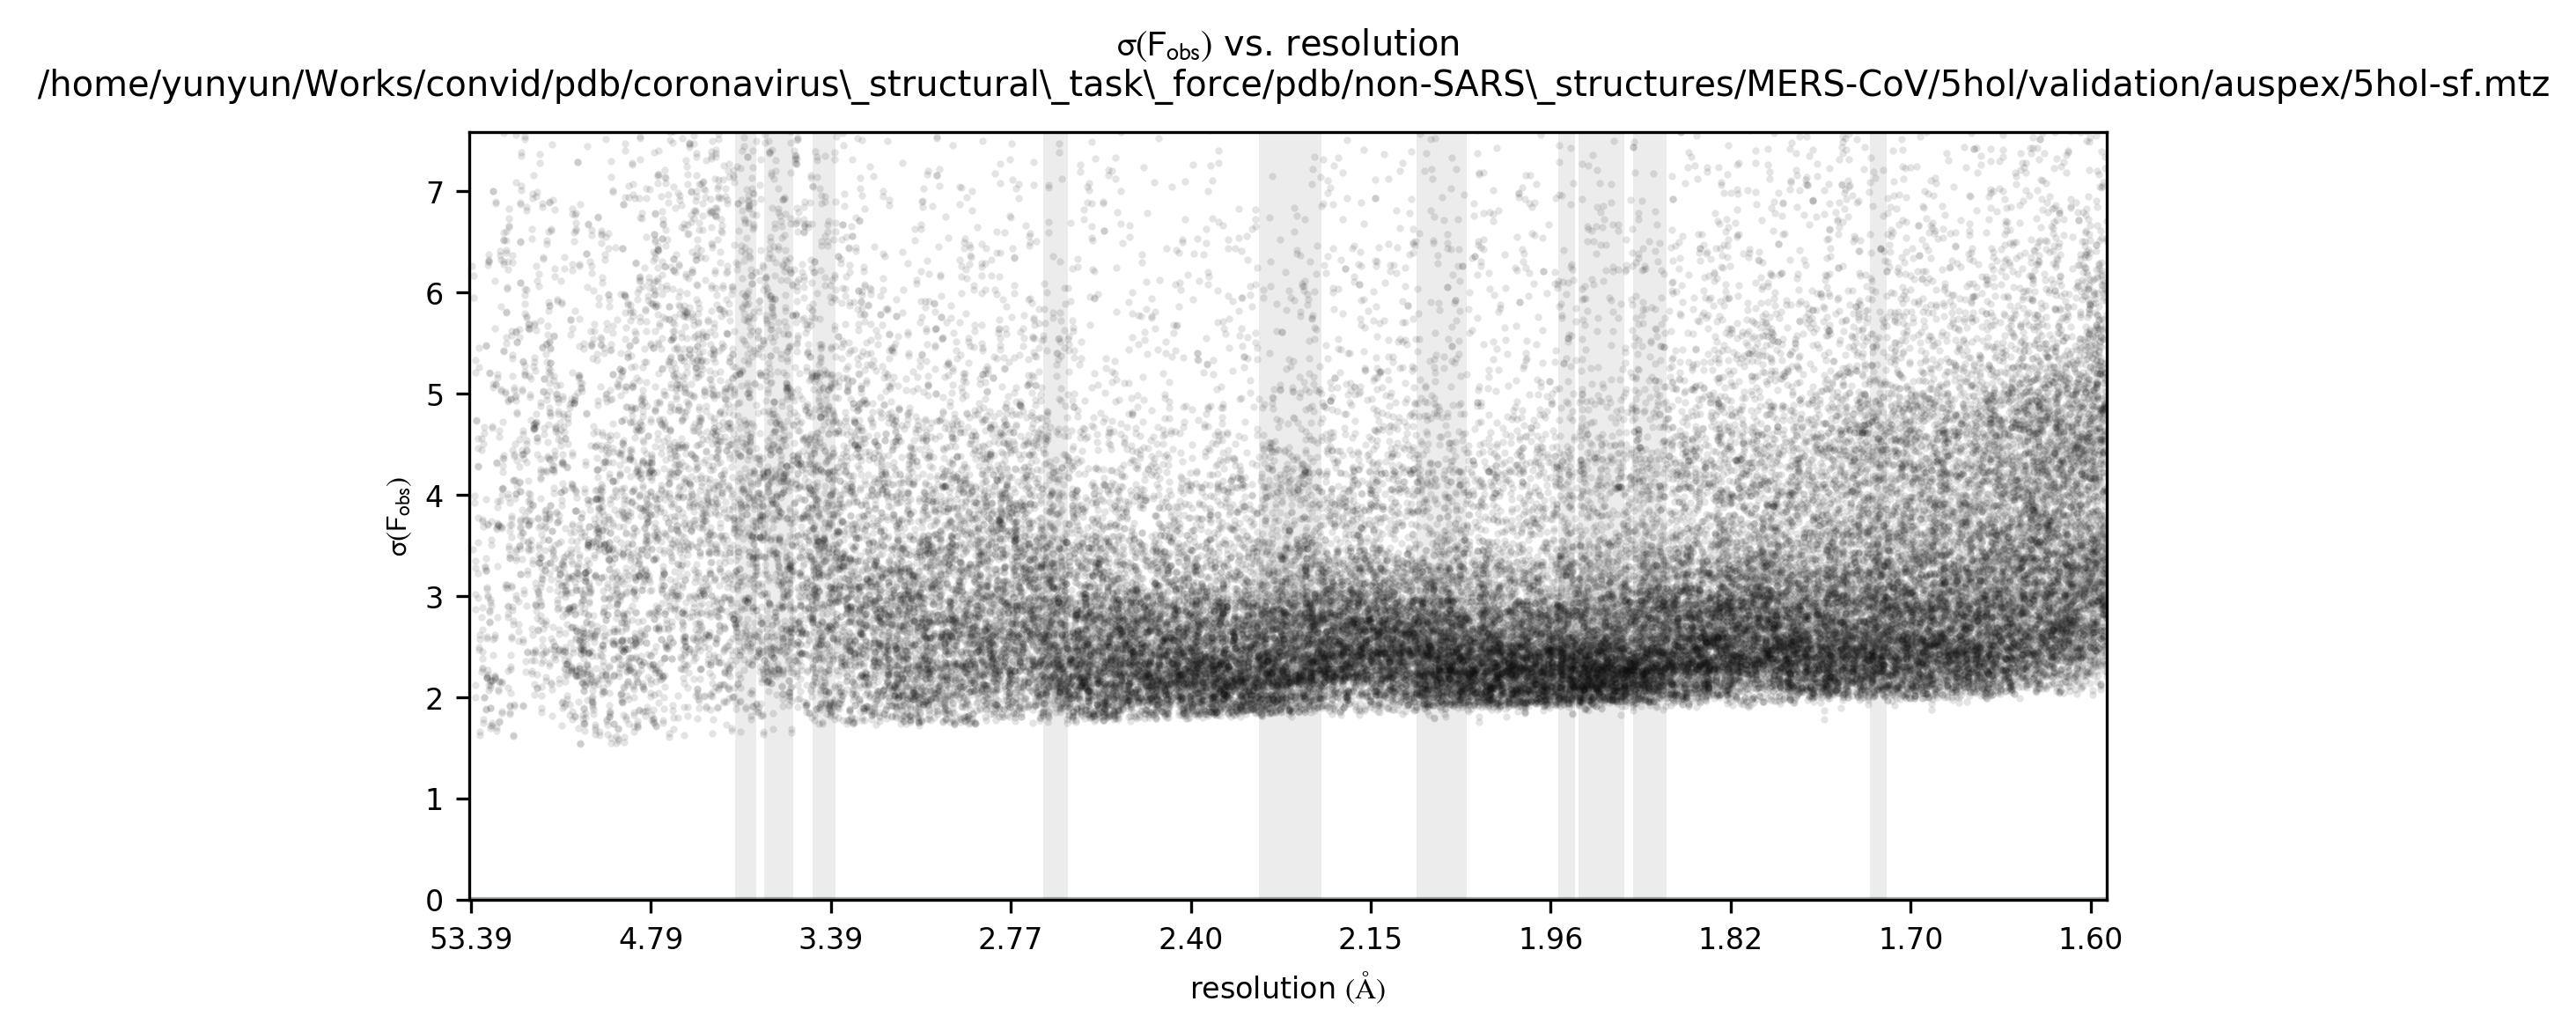 σ(Fobs) vs. resolution
/home/yunyun/Works/convid/pdb/coronavirus\_structural\_task\_force/pdb/non-SARS\_structures/MERS-CoV/5hol/validation/auspex/5hol-sf.mtz
7
6
5
4
3
2
1
0
σ(Fobs)
53.39 4.79 3.39 2.77 2.40 2.15 1.96 1.82 1.70 1.60
resolution (Å)